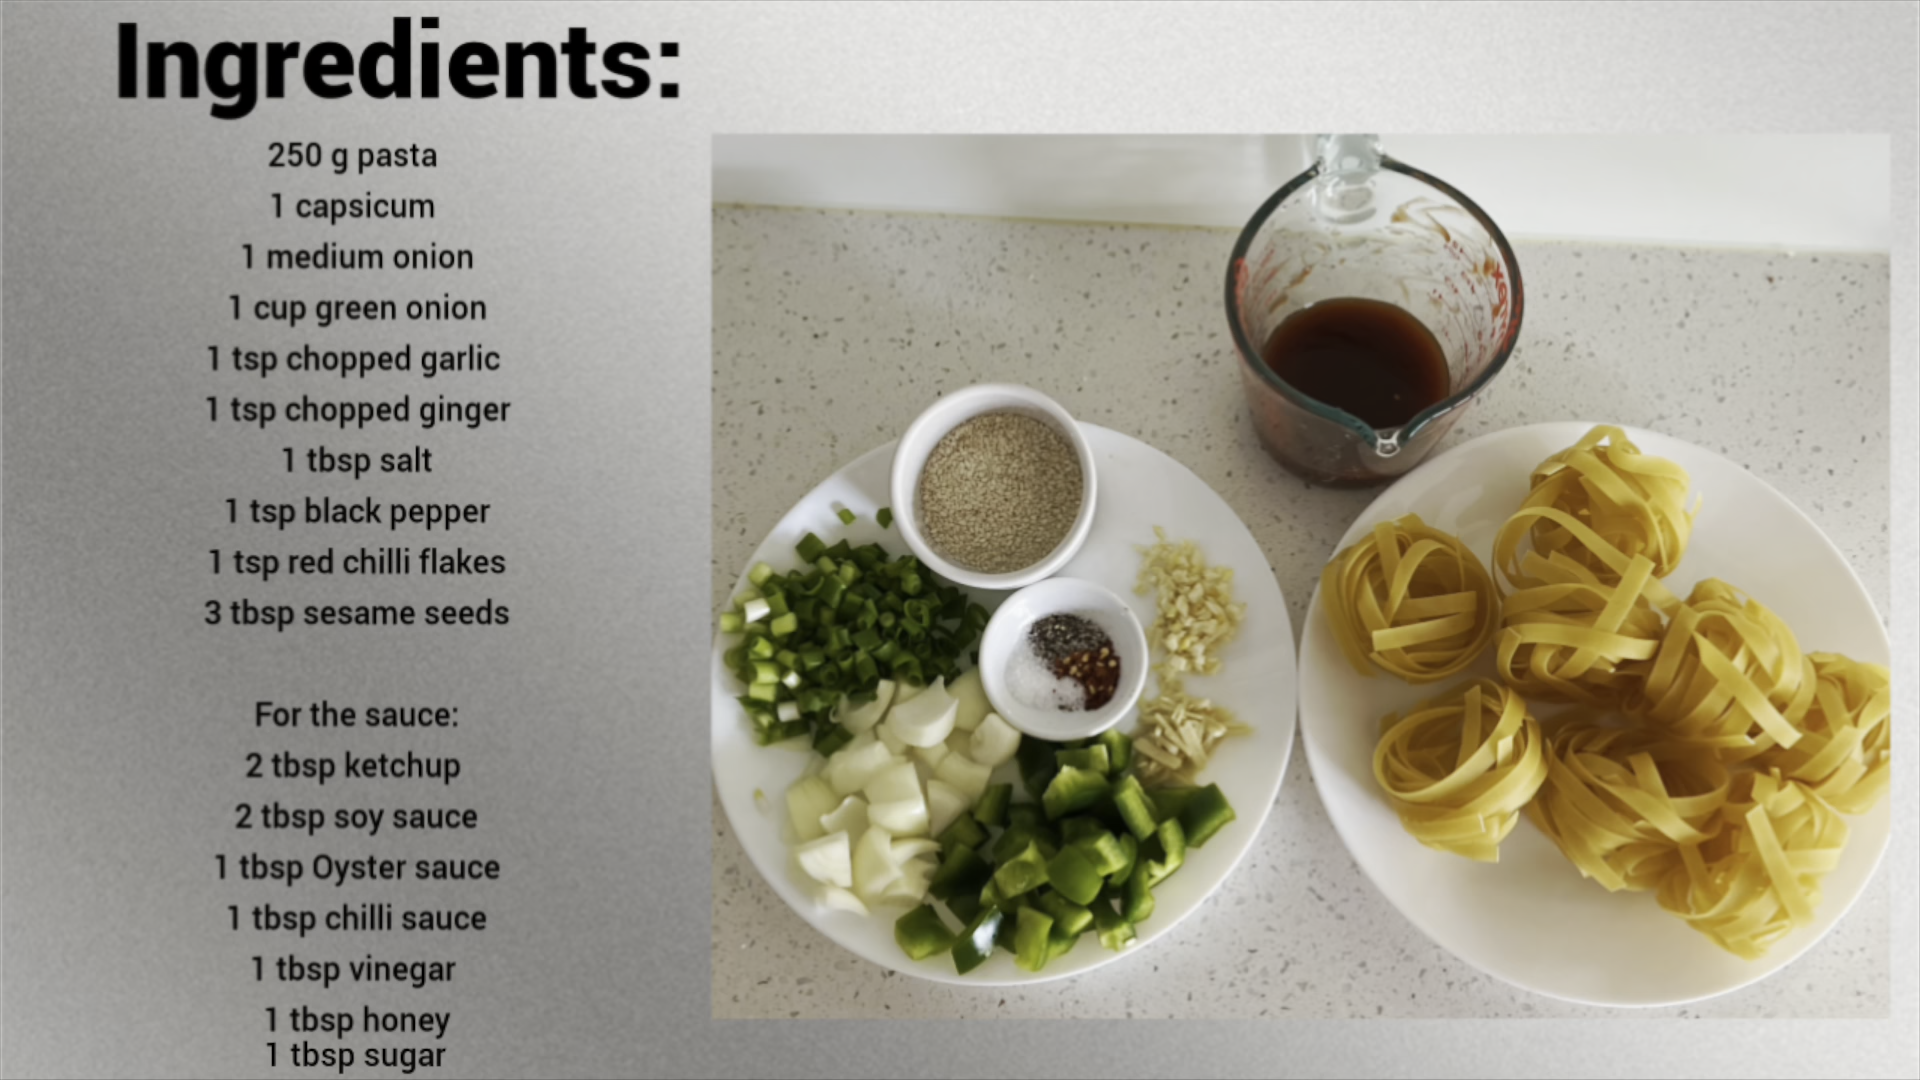 Ingredients:
250 g pasta
1 capsicum
1 medium onion
1 cup green onion
1 tsp chopped garlic
1 tsp chopped ginger
1 tbsp salt
1 tsp black pepper
1 tsp red chilli flakes
3 tbsp sesame seeds
For the sauce:
2 tbsp ketchup
2 tbsp soy sauce
1 tbsp Oyster sauce
1 tbsp chilli sauce
1 tbsp vinegar
1 tbsp honey
1 tbsp sugar